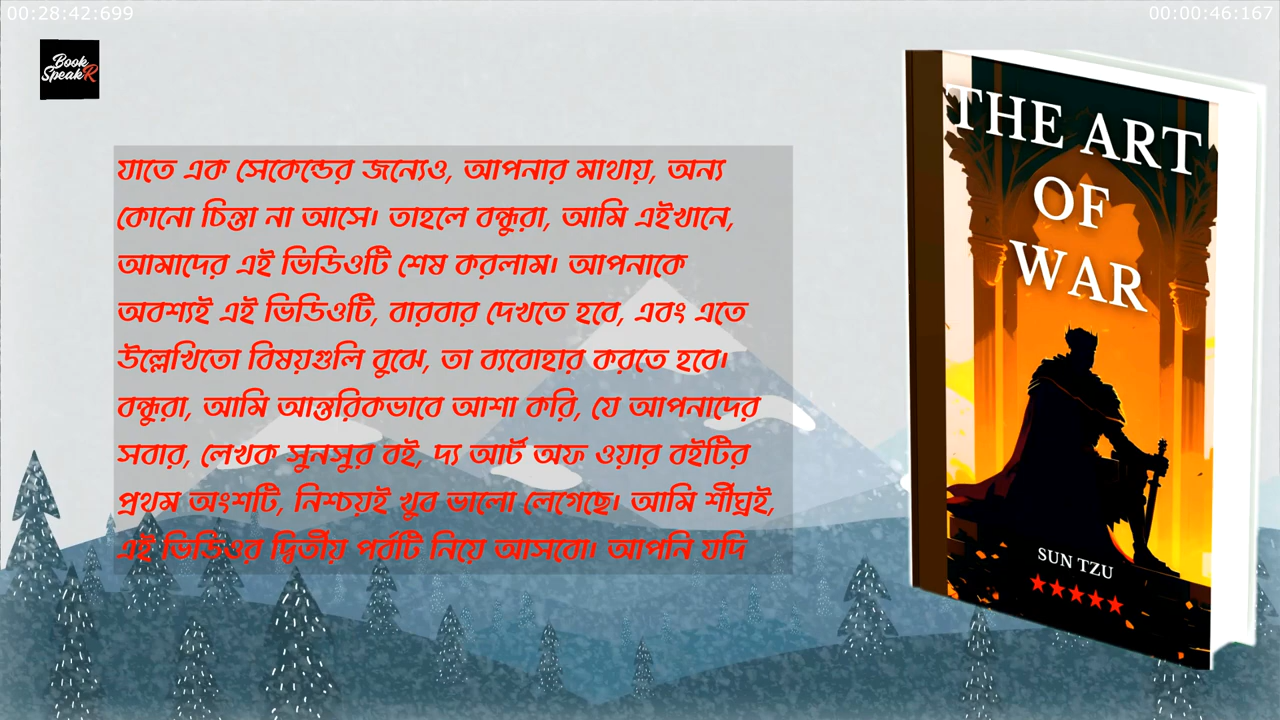 00:28:42:699
00:00:46:167
Book
SpeakR
যাতে এক সেকেন্ডের জন্যেও, আপনার মাথায়, অন্য
কোনো চিন্তা না আসে। তাহলে বন্ধুরা, আমি এইখানে,
আমাদের এই ভিডিওটি শেষ করলাম। আপনাকে
অবশ্যই এই ভিডিওটি, বারবার দেখতে হবে, এবং এতে
উল্লেখিতো বিষয়গুলি বুঝে, তা ব্যবোহার করতে হবে।
বন্ধুরা, আমি আন্তরিকভাবে আশা করি, যে আপনাদের
সবার, লেখক সুনসুর বই, দ্য আর্ট অফ ওয়ার বইটির
প্রথম অংশটি, নিশ্চয়ই খুব ভালো লেগেছে। আমি শীঘ্রই,
এই ভিডিওর দ্বিতীয় পর্বটি নিয়ে আসবো। আপনি যদি
THE ART
OF
WAR
SUN TZU